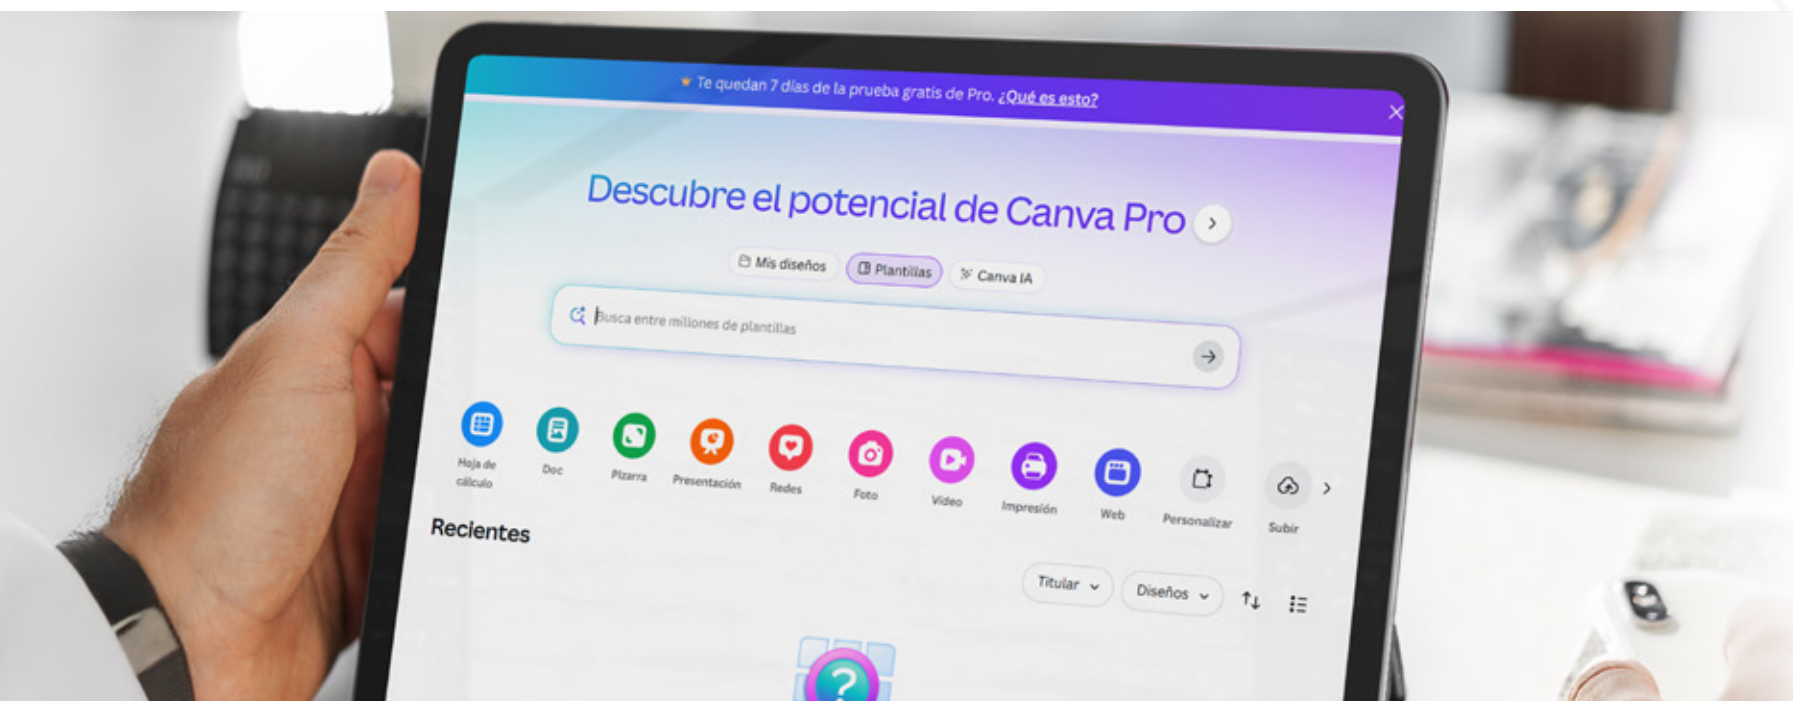 Te quedan 7 días de la prueba gratis de Pro. ¿Qué es esto?
Descubre el potencial de Canva Pro
Mis diseños
Plantillas
Canva IA
Busca entre millones de plantillas
Hoja de
cálculo
Doc
Pizarra
Presentación
Redes
Foto
Vídeo
Impresión
Web
Personalizar
Subir
Recientes
Titular
Diseños
?